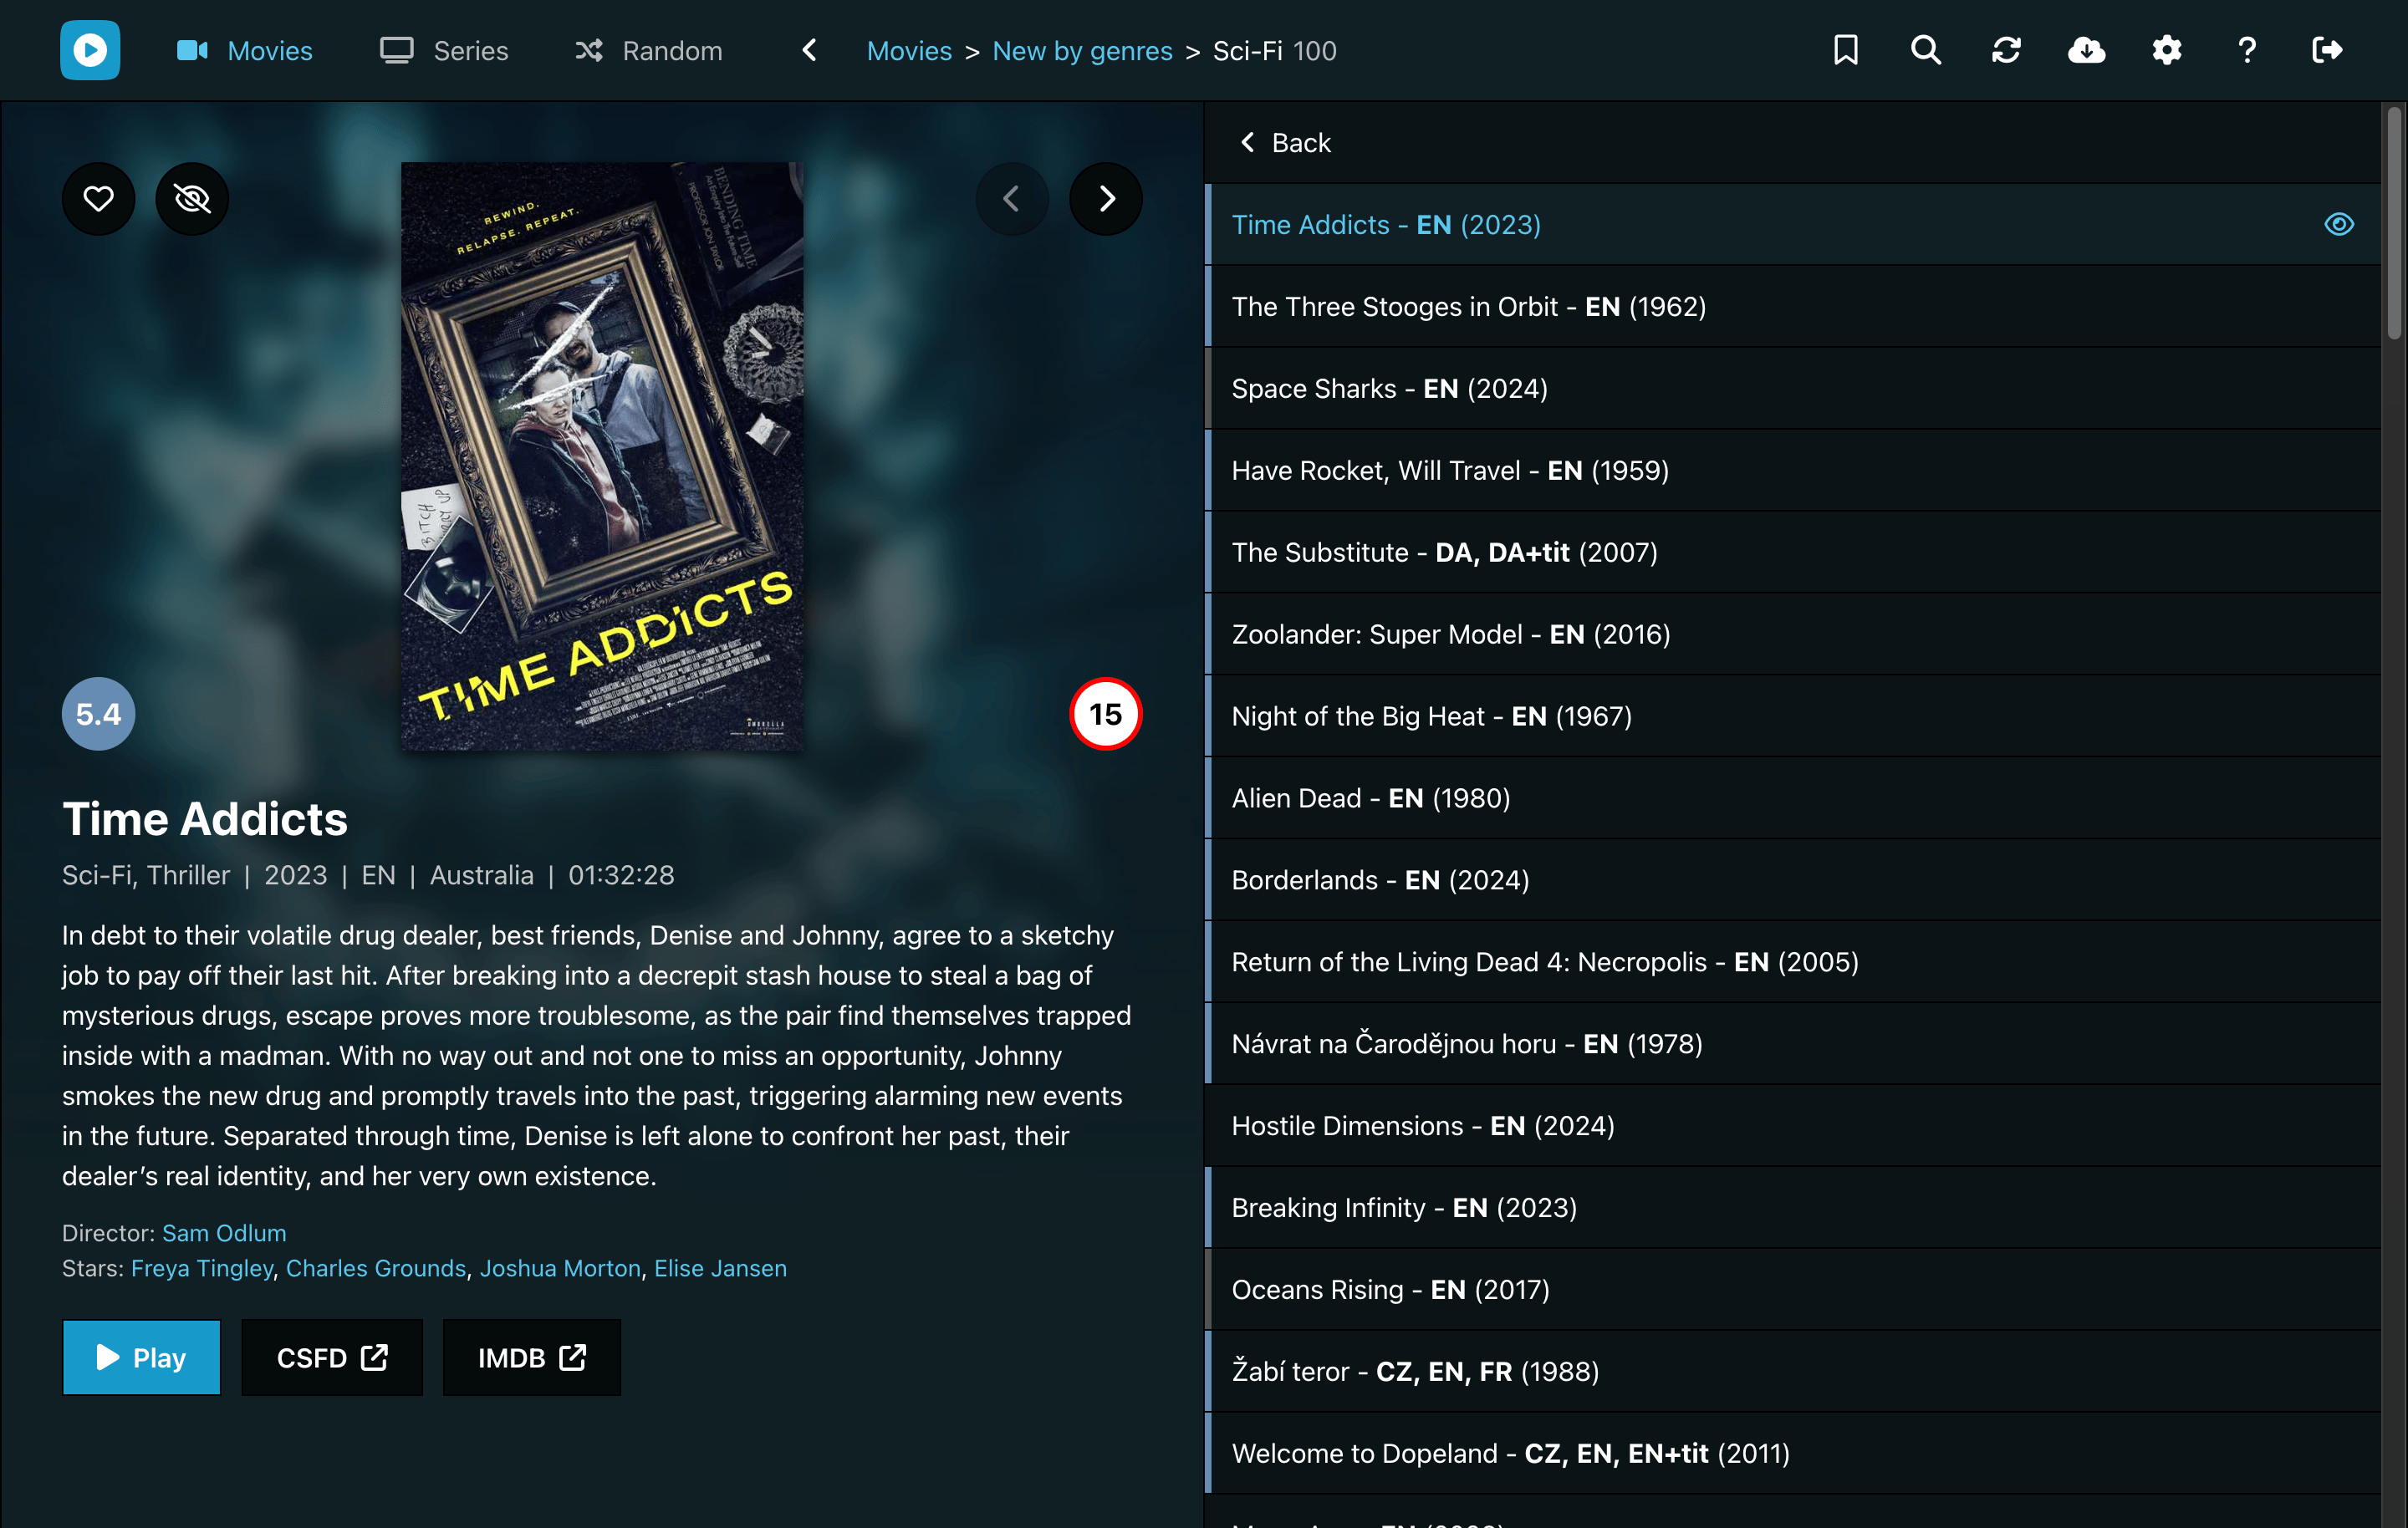 Movies
Series
Random
Movies > New by genres > Sci-Fi 100
REWIND.
RELAPSE. REPEAT.
BENDING TIME
PROFESSOR JON TAYLOR
BITCH
UP
TIME ADDICTS
UMBRELLA
5.4
15
Time Addicts
Sci-Fi, Thriller | 2023 | EN | Australia | 01:32:28
In debt to their volatile drug dealer, best friends, Denise and Johnny, agree to a sketchy
job to pay off their last hit. After breaking into a decrepit stash house to steal a bag of
mysterious drugs, escape proves more troublesome, as the pair find themselves trapped
inside with a madman. With no way out and not one to miss an opportunity, Johnny
smokes the new drug and promptly travels into the past, triggering alarming new events
in the future. Separated through time, Denise is left alone to confront her past, their
dealer’s real identity, and her very own existence.
Director: Sam Odlum
Stars: Freya Tingley, Charles Grounds, Joshua Morton, Elise Jansen
Play
CSFD
IMDB
Back
Time Addicts - EN (2023)
The Three Stooges in Orbit - EN (1962)
Space Sharks - EN (2024)
Have Rocket, Will Travel - EN (1959)
The Substitute - DA, DA+tit (2007)
Zoolander: Super Model - EN (2016)
Night of the Big Heat - EN (1967)
Alien Dead - EN (1980)
Borderlands - EN (2024)
Return of the Living Dead 4: Necropolis - EN (2005)
Návrat na Čarodějnou horu - EN (1978)
Hostile Dimensions - EN (2024)
Breaking Infinity - EN (2023)
Oceans Rising - EN (2017)
Žabí teror - CZ, EN, FR (1988)
Welcome to Dopeland - CZ, EN, EN+tit (2011)